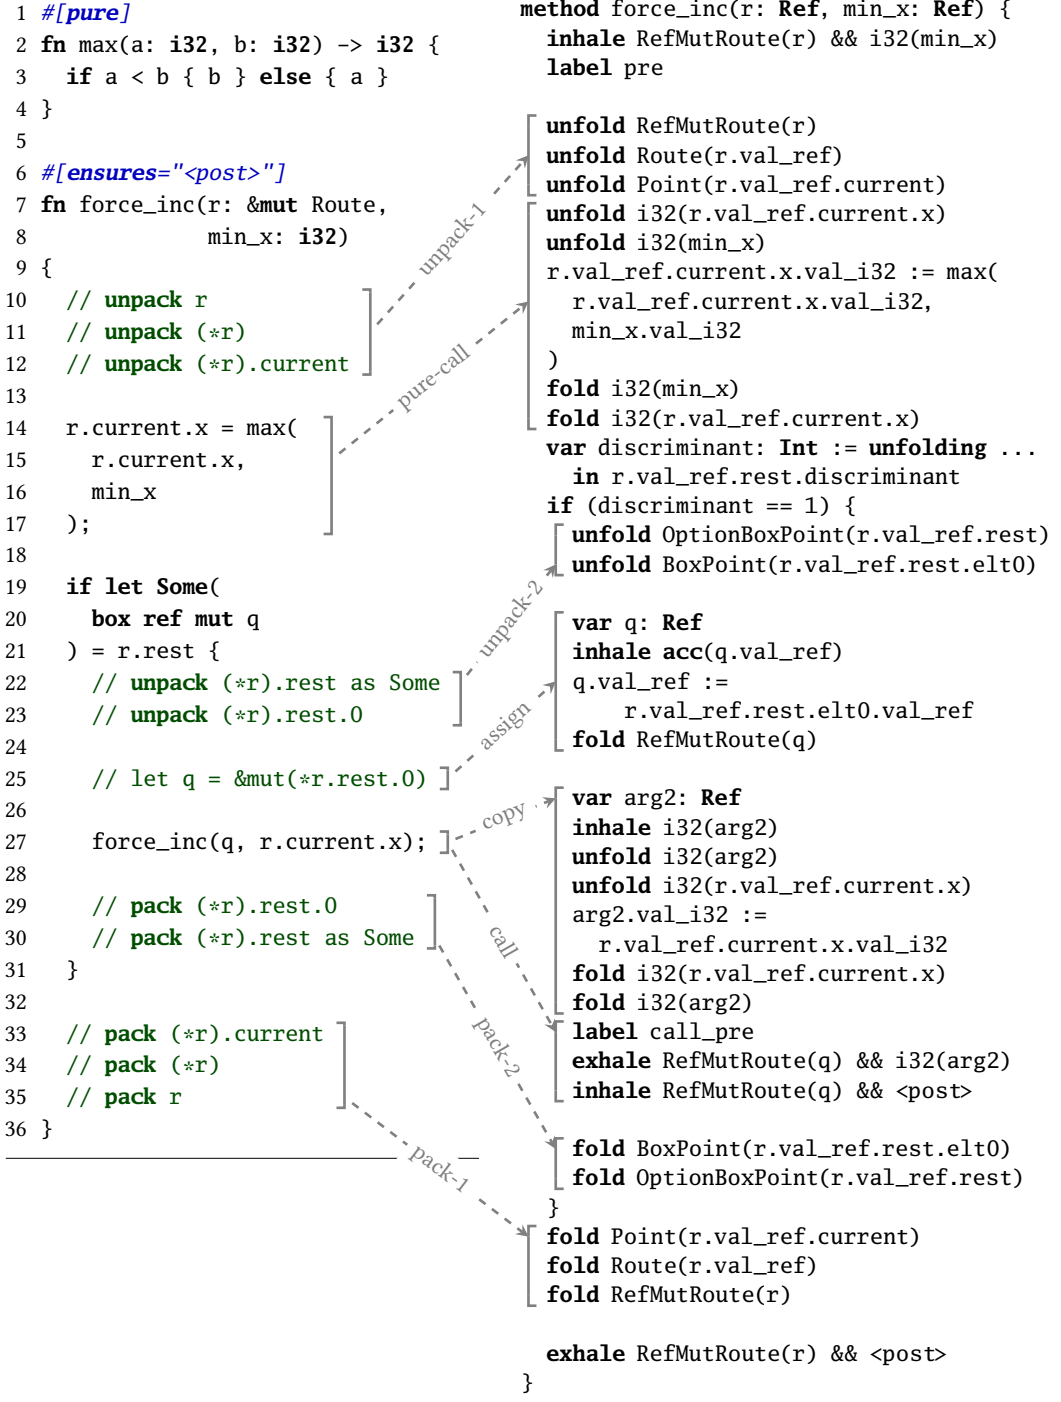 1 #[pure]
2 fn max(a: i32, b: i32) -> i32 {
3 if a < b { b } else { a }
4 }
5
6 #[ensures="<post>"]
7 fn force_inc(r: &mut Route,
8 min_x: i32)
9 {
10 // unpack r
11 // unpack (*r)
12 // unpack (*r).current
13
14 r.current.x = max(
15 r.current.x,
16 min_x
17 );
18
19 if let Some(
20 box ref mut q
21 ) = r.rest {
22 // unpack (*r).rest as Some
23 // unpack (*r).rest.0
24
25 // let q = &mut(*r.rest.0)
26
27 force_inc(q, r.current.x);
28
29 // pack (*r).rest.0
30 // pack (*r).rest as Some
31 }
32
33 // pack (*r).current
34 // pack (*r)
35 // pack r
36 }
unpack-1
pure-call
unpack-2
assign
copy
call
pack-2
pack-1
method force_inc(r: Ref, min_x: Ref) {
inhale RefMutRoute(r) && i32(min_x)
label pre
unfold RefMutRoute(r)
unfold Route(r.val_ref)
unfold Point(r.val_ref.current)
unfold i32(r.val_ref.current.x)
unfold i32(min_x)
r.val_ref.current.x.val_i32 := max(
r.val_ref.current.x.val_i32,
min_x.val_i32
)
fold i32(min_x)
fold i32(r.val_ref.current.x)
var discriminant: Int := unfolding ...
in r.val_ref.rest.discriminant
if (discriminant == 1) {
unfold OptionBoxPoint(r.val_ref.rest)
unfold BoxPoint(r.val_ref.rest.elt0)
var q: Ref
inhale acc(q.val_ref)
q.val_ref :=
r.val_ref.rest.elt0.val_ref
fold RefMutRoute(q)
var arg2: Ref
inhale i32(arg2)
unfold i32(arg2)
unfold i32(r.val_ref.current.x)
arg2.val_i32 :=
r.val_ref.current.x.val_i32
fold i32(r.val_ref.current.x)
fold i32(arg2)
label call_pre
exhale RefMutRoute(q) && i32(arg2)
inhale RefMutRoute(q) && <post>
fold BoxPoint(r.val_ref.rest.elt0)
fold OptionBoxPoint(r.val_ref.rest)
}
fold Point(r.val_ref.current)
fold Route(r.val_ref)
fold RefMutRoute(r)
exhale RefMutRoute(r) && <post>
}